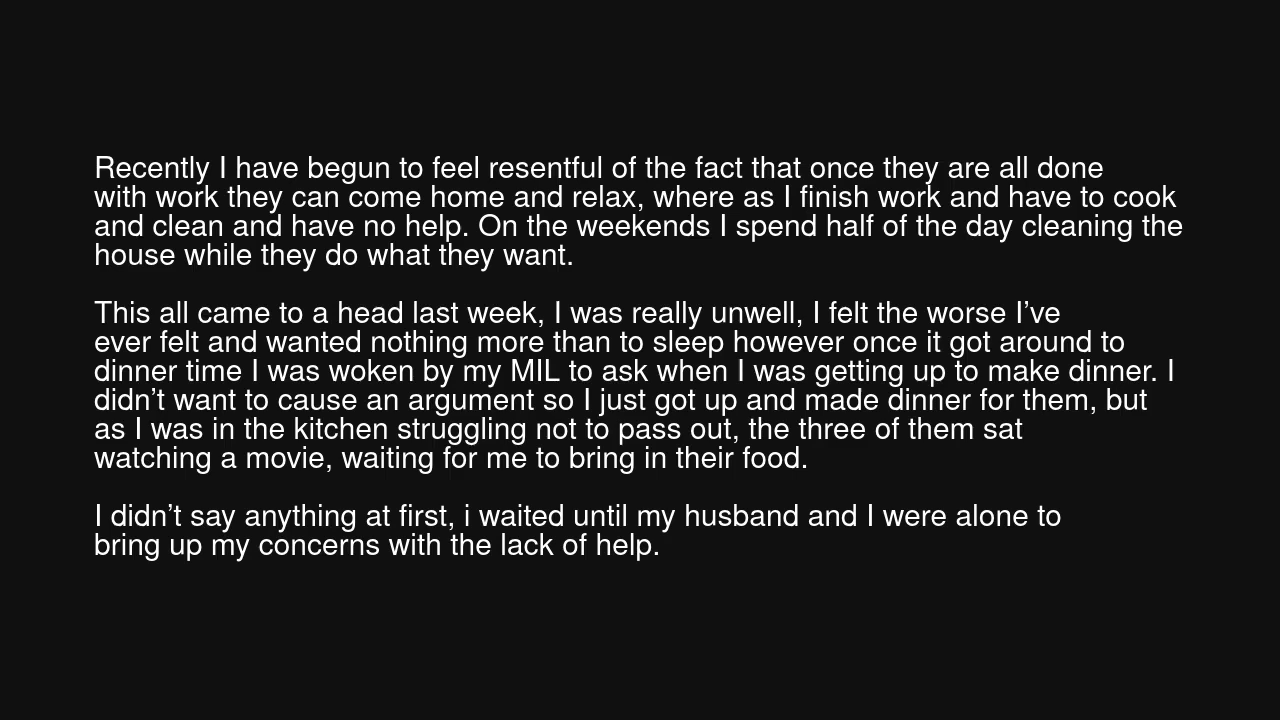 Recently I have begun to feel resentful of the fact that once they are all done
with work they can come home and relax, where as I finish work and have to cook
and clean and have no help. On the weekends I spend half of the day cleaning the
house while they do what they want.
This all came to a head last week, I was really unwell, I felt the worse I’ve
ever felt and wanted nothing more than to sleep however once it got around to
dinner time I was woken by my MIL to ask when I was getting up to make dinner. I
didn’t want to cause an argument so I just got up and made dinner for them, but
as I was in the kitchen struggling not to pass out, the three of them sat
watching a movie, waiting for me to bring in their food.
I didn’t say anything at first, i waited until my husband and I were alone to
bring up my concerns with the lack of help.